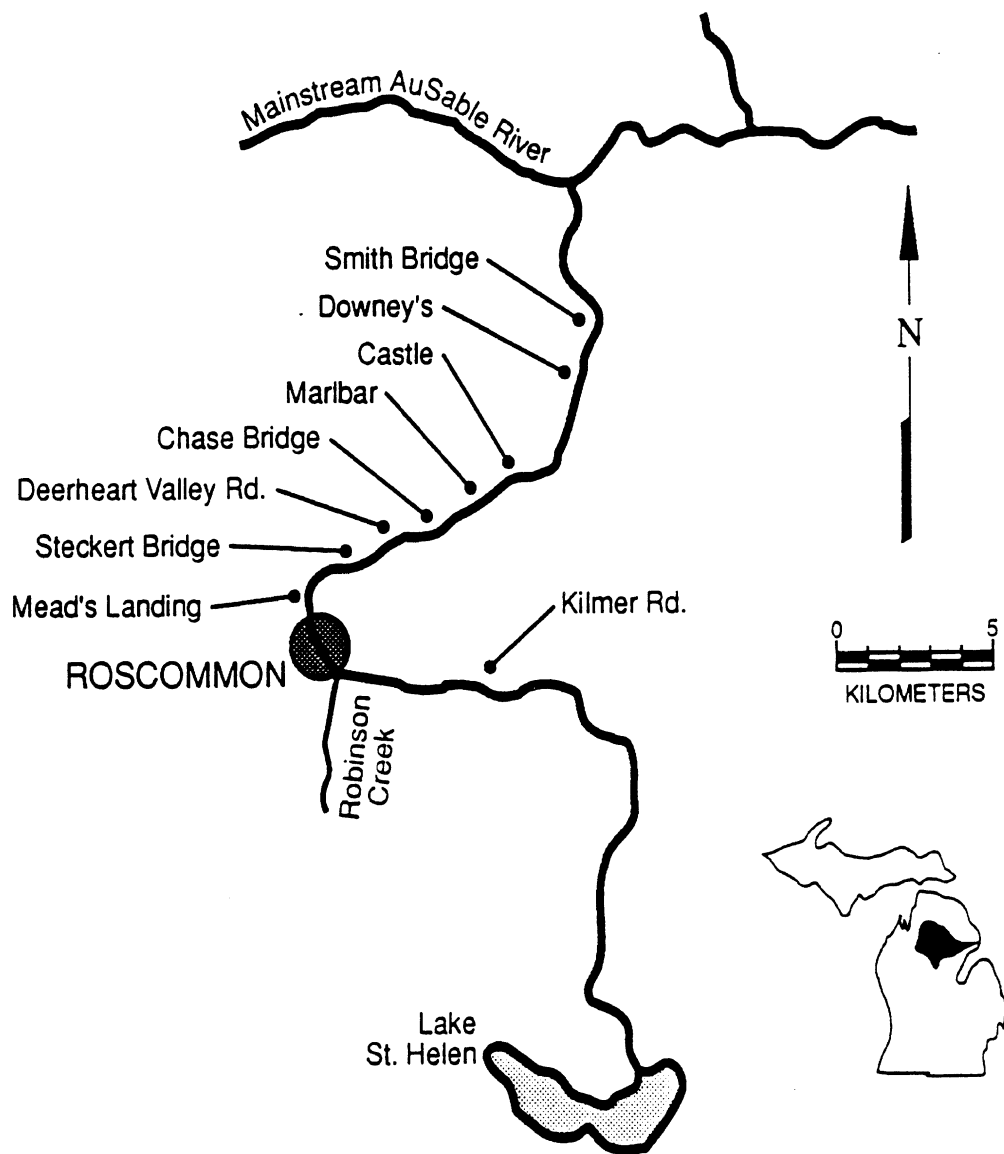 Mainstream AuSable River
Smith Bridge
Downey's
Castle
Marlbar
Chase Bridge
Deerheart Valley Rd.
Steckert Bridge
Mead's Landing
Kilmer Rd.
ROSCOMMON
Robinson
Creek
Lake
St. Helen
N
0 5
KILOMETERS